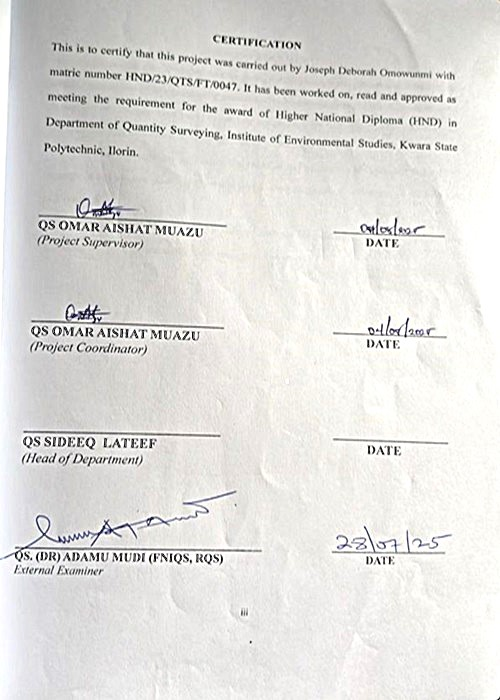 CERTIFICATION
This is to certify that this project was carried out by Joseph Deborah Omowunmi with
matric number HND/23/QTS/FT/0047. It has been worked on, read and approved as
meeting the requirement for the award of Higher National Diploma (HND) in
Department of Quantity Surveying, Institute of Environmental Studies, Kwara State
Polytechnic, Ilorin.
QS OMAR AISHAT MUAZU
(Project Supervisor)
DATE
QS OMAR AISHAT MUAZU
(Project Coordinator)
DATE
QS SIDEEQ LATEEF
(Head of Department)
DATE
28/07/25
QS. (DR) ADAMU MUDI (FNIQS, RQS)
External Examiner
DATE
iii